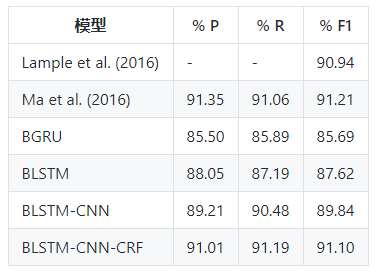 模型 % P % R % F1
Lample et al. (2016) - - 90.94
Ma et al. (2016) 91.35 91.06 91.21
BGRU 85.50 85.89 85.69
BLSTM 88.05 87.19 87.62
BLSTM-CNN 89.21 90.48 89.84
BLSTM-CNN-CRF 91.01 91.19 91.10